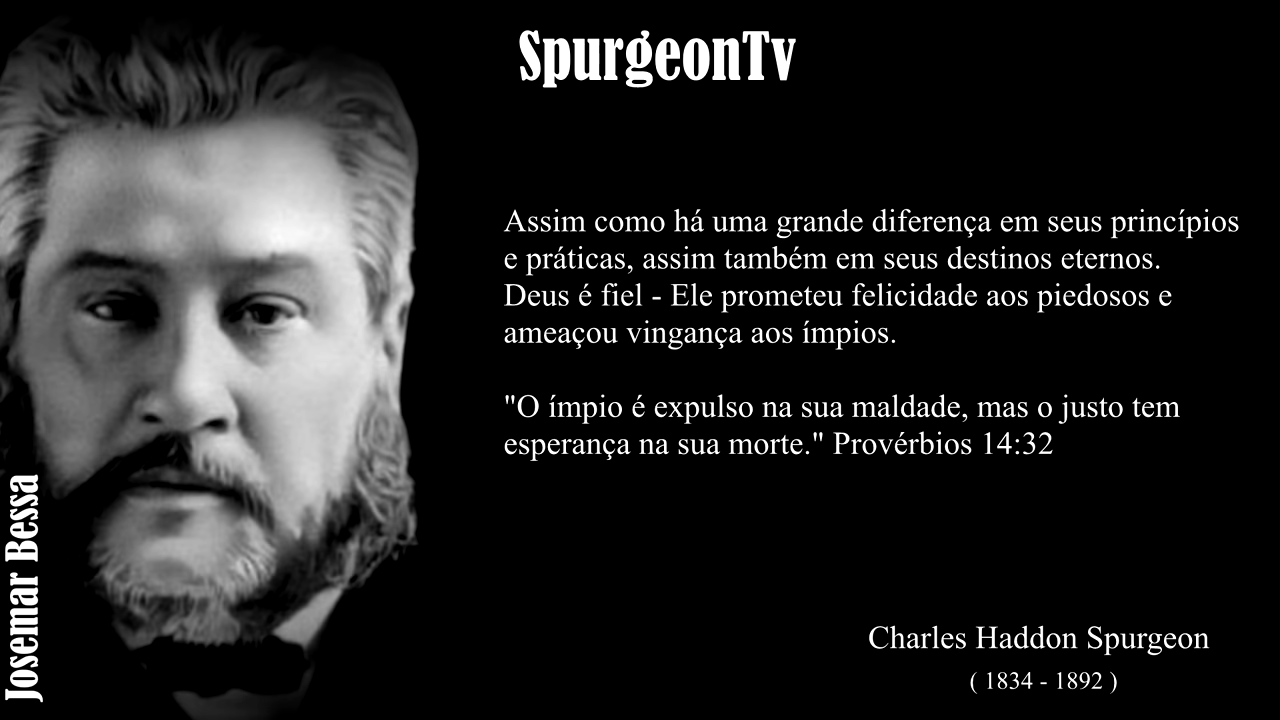 SpurgeonTv
Assim como há uma grande diferença em seus princípios
e práticas, assim também em seus destinos eternos.
Deus é fiel - Ele prometeu felicidade aos piedosos e
ameaçou vingança aos ímpios.
"O ímpio é expulso na sua maldade, mas o justo tem
esperança na sua morte." Provérbios 14:32
Charles Haddon Spurgeon
( 1834 - 1892 )
Josemar Bessa